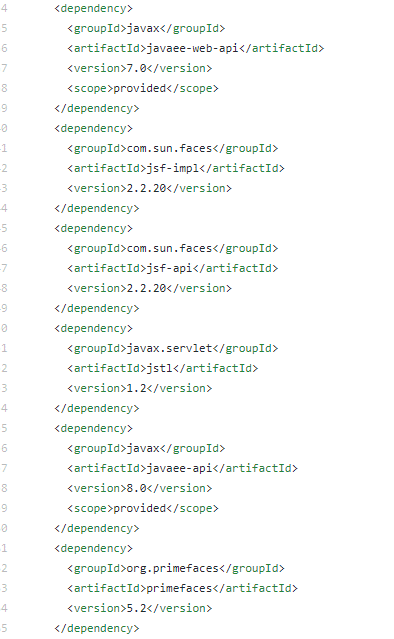 4 <dependency>
5 <groupId>javax</groupId>
6 <artifactId>javaee-web-api</artifactId>
7 <version>7.0</version>
8 <scope>provided</scope>
9 </dependency>
0 <dependency>
1 <groupId>com.sun.faces</groupId>
2 <artifactId>jsf-impl</artifactId>
3 <version>2.2.20</version>
4 </dependency>
5 <dependency>
6 <groupId>com.sun.faces</groupId>
7 <artifactId>jsf-api</artifactId>
8 <version>2.2.20</version>
9 </dependency>
0 <dependency>
1 <groupId>javax.servlet</groupId>
2 <artifactId>jstl</artifactId>
3 <version>1.2</version>
4 </dependency>
5 <dependency>
6 <groupId>javax</groupId>
7 <artifactId>javaee-api</artifactId>
8 <version>8.0</version>
9 <scope>provided</scope>
0 </dependency>
1 <dependency>
2 <groupId>org.primefaces</groupId>
3 <artifactId>primefaces</artifactId>
4 <version>5.2</version>
5 </dependency>